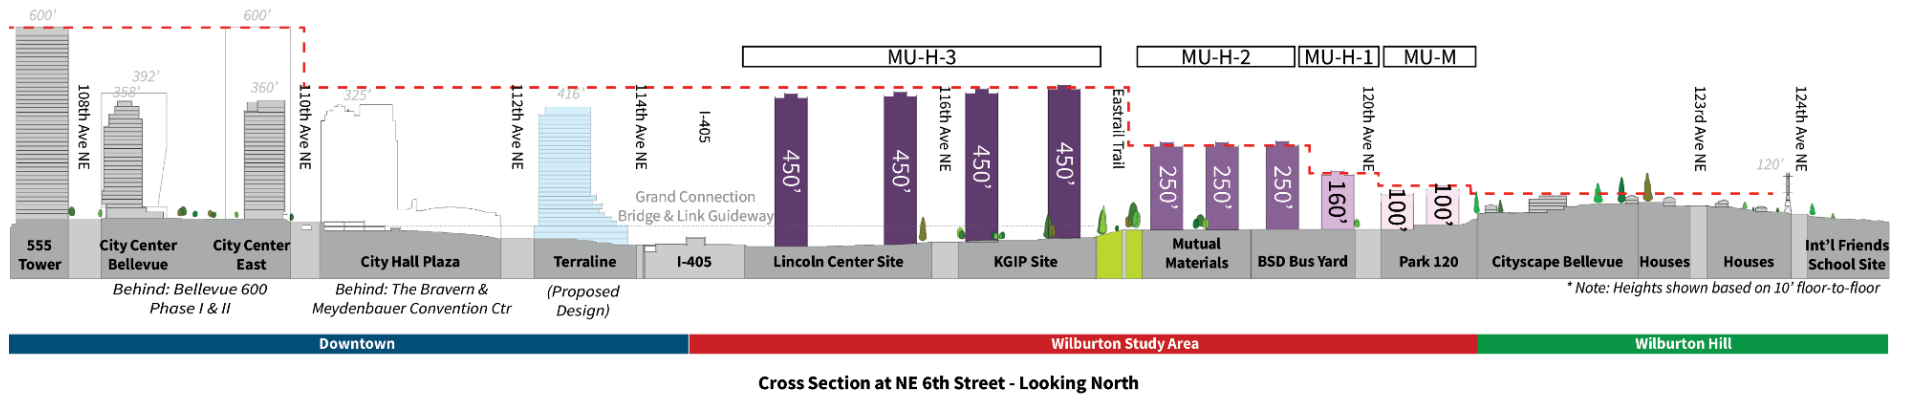 600’
600’
MU-H-3
MU-H-2
MU-H-1
MU-M
392’
358’
360’
325’
416’
108th Ave NE
110th Ave NE
112th Ave NE
114th Ave NE
I-405
116th Ave NE
Eastrail Trail
120th Ave NE
123rd Ave NE
124th Ave NE
120’
450’
450’
450’
450’
250’
250’
250’
160’
100’
100’
Grand Connection
Bridge & Link Guideway
555
Tower
City Center
Bellevue
City Center
East
City Hall Plaza
Terraline
I-405
Lincoln Center Site
KGIP Site
Mutual
Materials
BSD Bus Yard
Park 120
Cityscape Bellevue
Houses
Houses
Int’l Friends
School Site
Behind: Bellevue 600
Phase I & II
Behind: The Bravern &
Meydenbauer Convention Ctr
(Proposed
Design)
* Note: Heights shown based on 10’ floor-to-floor
Downtown
Wilburton Study Area
Wilburton Hill
Cross Section at NE 6th Street - Looking North